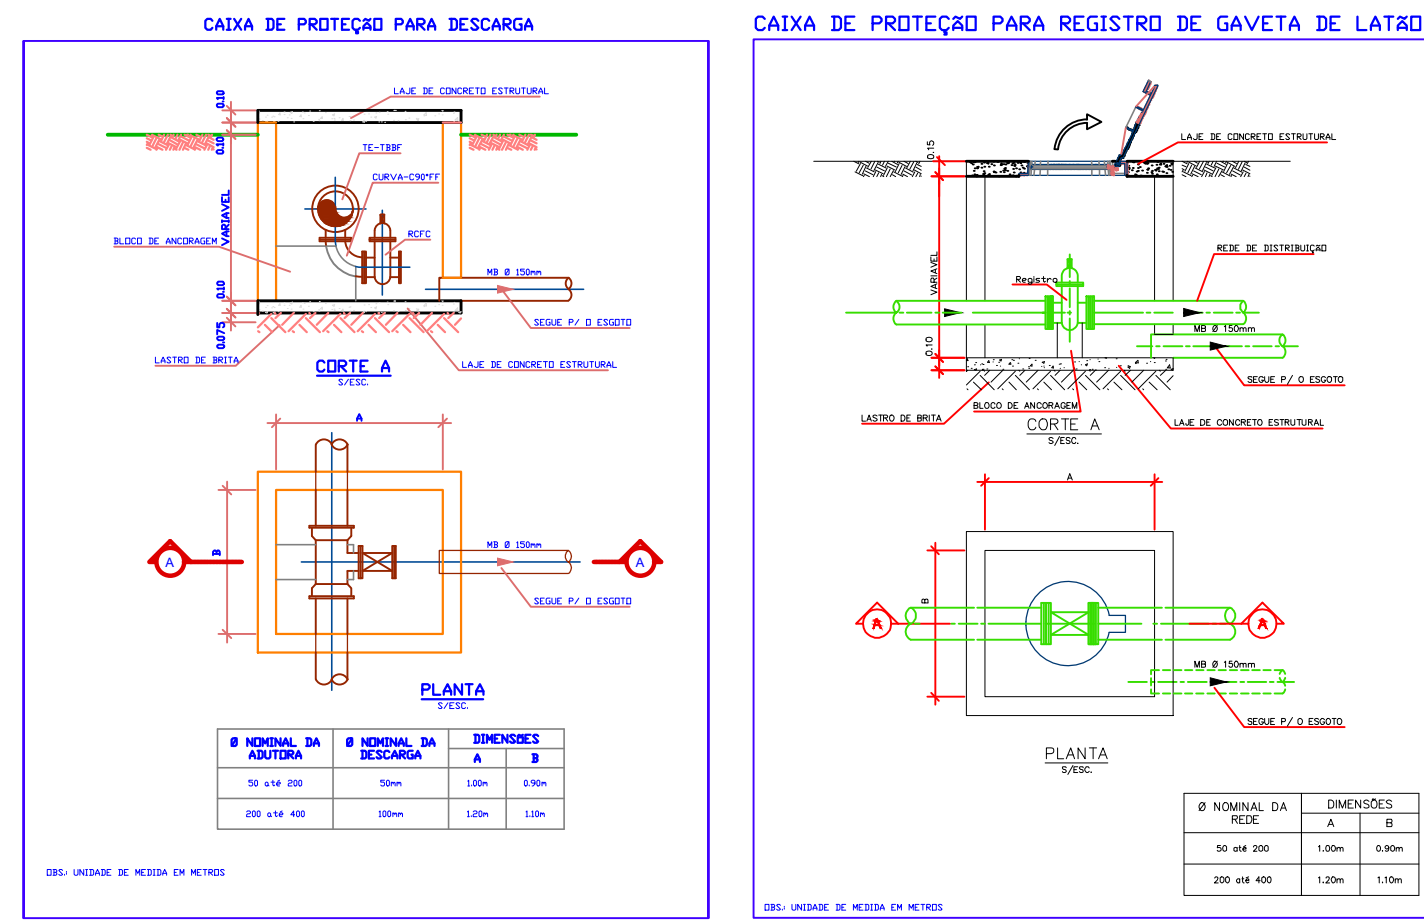 CAIXA DE PROTEÇÃO PARA DESCARGA
0.10
LAJE DE CONCRETO ESTRUTURAL
0.10
TE-TBBF
CURVA-C90°FF
VARIAVEL
BLOCO DE ANCORAGEM
RCFC
MB Ø 150mm
0.10
SEGUE P/ O ESGOTO
0.075
LASTRO DE BRITA
CORTE A
LAJE DE CONCRETO ESTRUTURAL
S/ESC.
A
B
MB Ø 150mm
A
A
SEGUE P/ O ESGOTO
PLANTA
S/ESC.
Ø NOMINAL DA ADUTORA
Ø NOMINAL DA DESCARGA
DIMENSÕES
A
B
50 até 200
50mm
1.00m
0.90m
200 até 400
100mm
1.20m
1.10m
OBS.: UNIDADE DE MEDIDA EM METROS
CAIXA DE PROTEÇÃO PARA REGISTRO DE GAVETA DE LATÃO
0.15
LAJE DE CONCRETO ESTRUTURAL
REDE DE DISTRIBUIÇÃO
VARIAVEL
Registro
MB Ø 150mm
0.10
SEGUE P/ O ESGOTO
BLOCO DE ANCORAGEM
LASTRO DE BRITA
CORTE A
LAJE DE CONCRETO ESTRUTURAL
S/ESC.
A
B
A
A
MB Ø 150mm
SEGUE P/ O ESGOTO
PLANTA
S/ESC.
Ø NOMINAL DA REDE
DIMENSÕES
A
B
50 até 200
1.00m
0.90m
200 até 400
1.20m
1.10m
OBS.: UNIDADE DE MEDIDA EM METROS